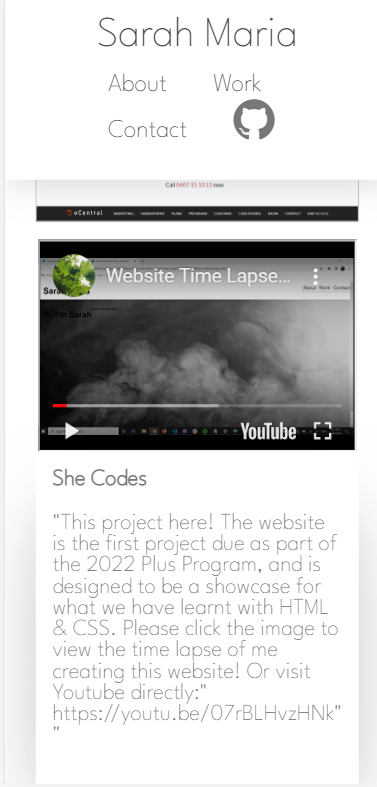 Sarah Maria
About Work
Contact
Call 0407 15 13 11 now
eCentral MARKETING MANAGEMENT PLANS PROGRAMS COACHING CASE STUDIES SHOW CONTACT
Website Time Lapse...
Sara
About Work Contact
Hi, I'm Sarah
YouTube
She Codes
"This project here! The website
is the first project due as part of
the 2022 Plus Program, and is
designed to be a showcase for
what we have learnt with HTML
& CSS. Please click the image to
view the time lapse of me
creating this website! Or visit
Youtube directly:"
https://youtu.be/07rBLHvzHNk"
"